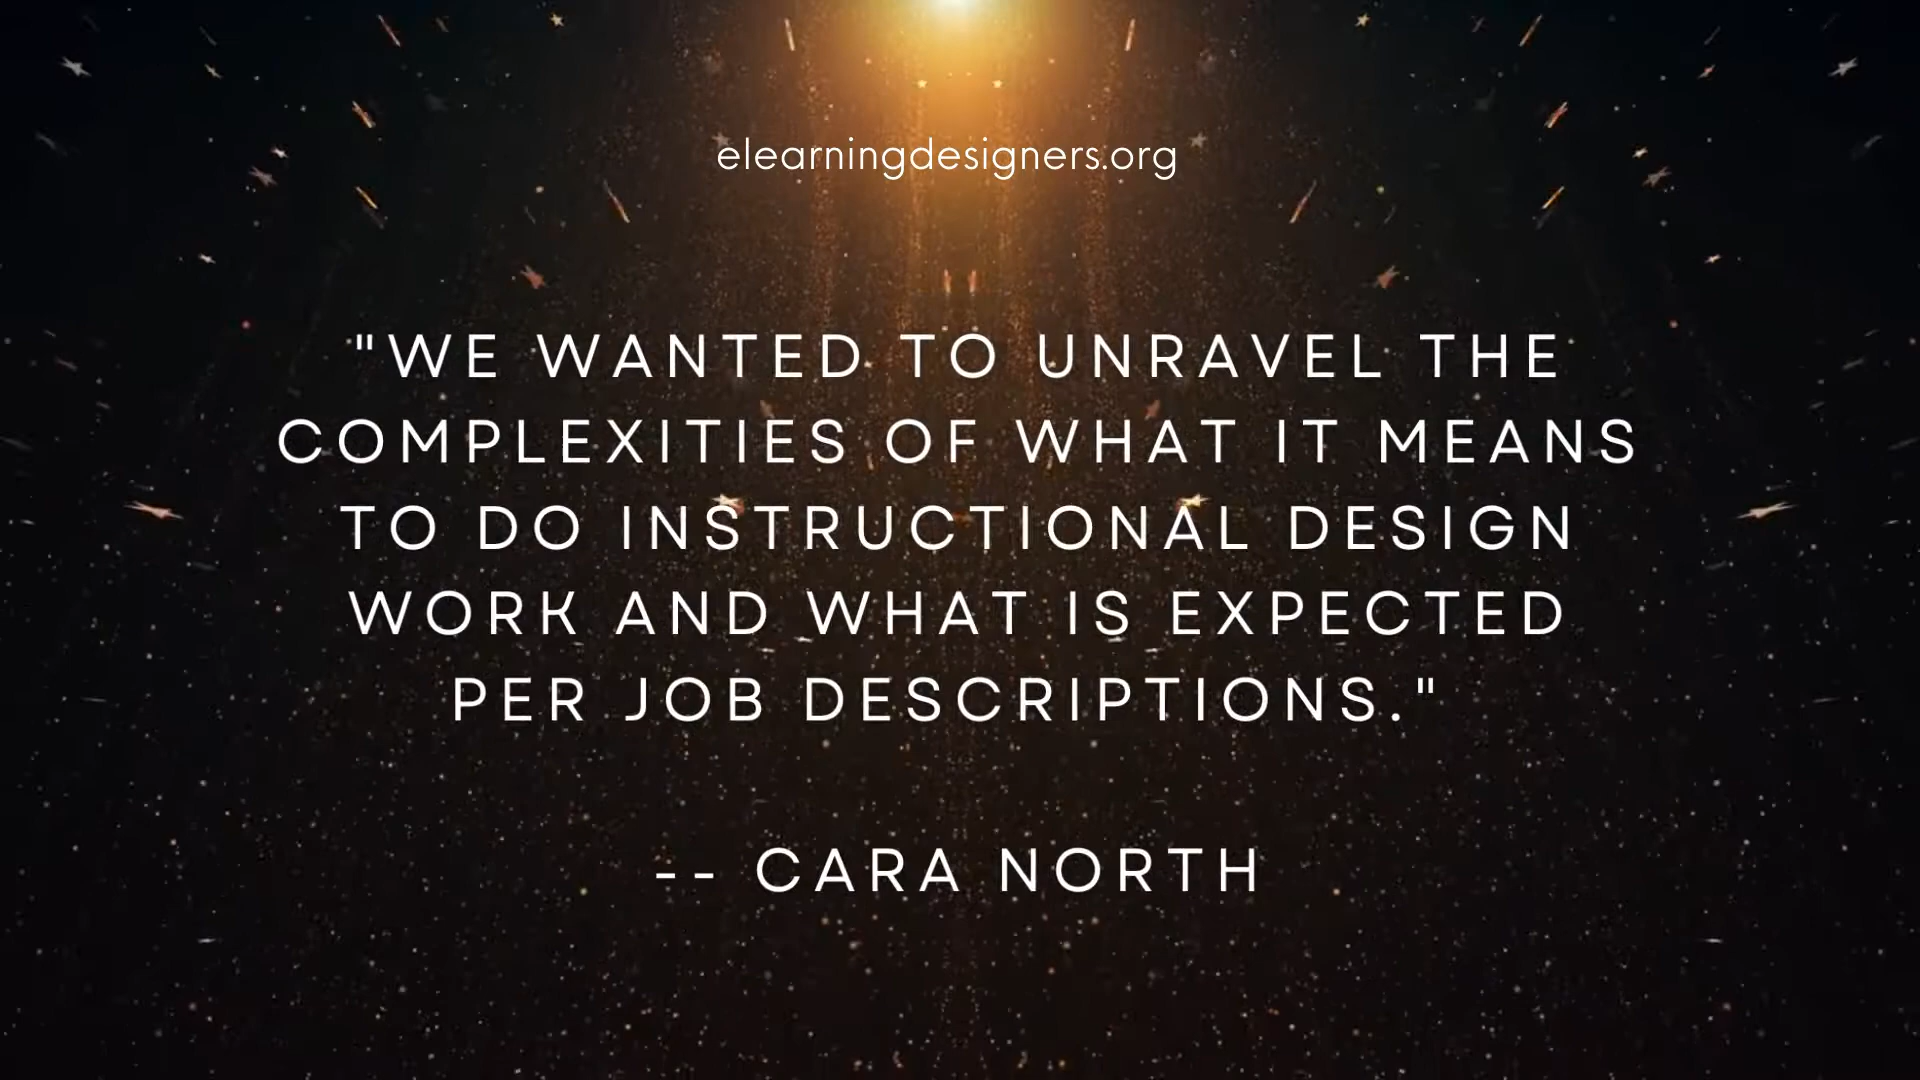 elearningdesigners.org
"WE WANTED TO UNRAVEL THE
COMPLEXITIES OF WHAT IT MEANS
TO DO INSTRUCTIONAL DESIGN
WORK AND WHAT IS EXPECTED
PER JOB DESCRIPTIONS."
-- CARA NORTH